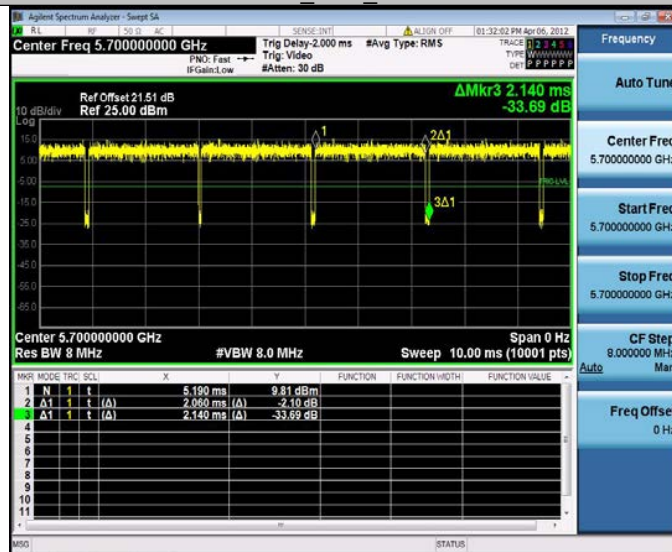 Agilent Spectrum Analyzer - Swept SA
RL RF 50 Ω AC SENSE:INT ALIGN OFF 01:32:02 PM Apr 06, 2012
Center Freq 5.700000000 GHz
PNO: Fast
IFGain:Low
Trig Delay-2.000 ms
Trig: Video
#Atten: 30 dB
#Avg Type: RMS
TRACE 1 2 3 4 5 6
TYPE WWWWWW
DET P P P P P P
Ref Offset 21.51 dB
10 dB/div Ref 25.00 dBm
Log
ΔMkr3 2.140 ms
-33.69 dB
15.0
5.00
-5.00
-15.0
-25.0
-35.0
-45.0
-55.0
-65.0
1
2Δ1
3Δ1
TRIG LVL
Center 5.700000000 GHz Span 0 Hz
Res BW 8 MHz #VBW 8.0 MHz Sweep 10.00 ms (10001 pts)
MKR MODE TRC SCL X Y FUNCTION FUNCTION WIDTH FUNCTION VALUE
1 N 1 t 5.190 ms 9.81 dBm
2 Δ1 1 t (Δ) 2.060 ms (Δ) -2.10 dB
3 Δ1 1 t (Δ) 2.140 ms (Δ) -33.69 dB
4
5
6
7
8
9
10
11
MSG STATUS
Frequency
Auto Tune
Center Freq
5.700000000 GHz
Start Freq
5.700000000 GHz
Stop Freq
5.700000000 GHz
CF Step
8.000000 MHz
Auto Man
Freq Offset
0 Hz